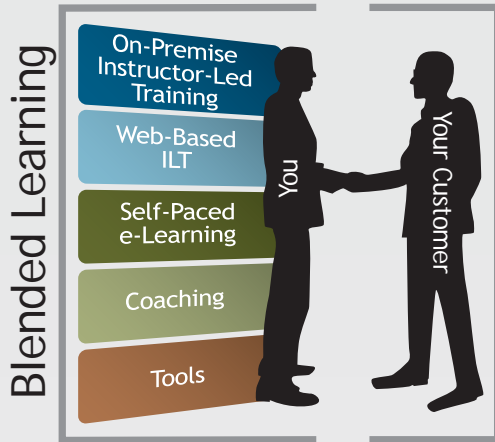 Blended Learning
On-Premise
Instructor-Led
Training
Web-Based
ILT
Self-Paced
e-Learning
Coaching
Tools
You
Your Customer